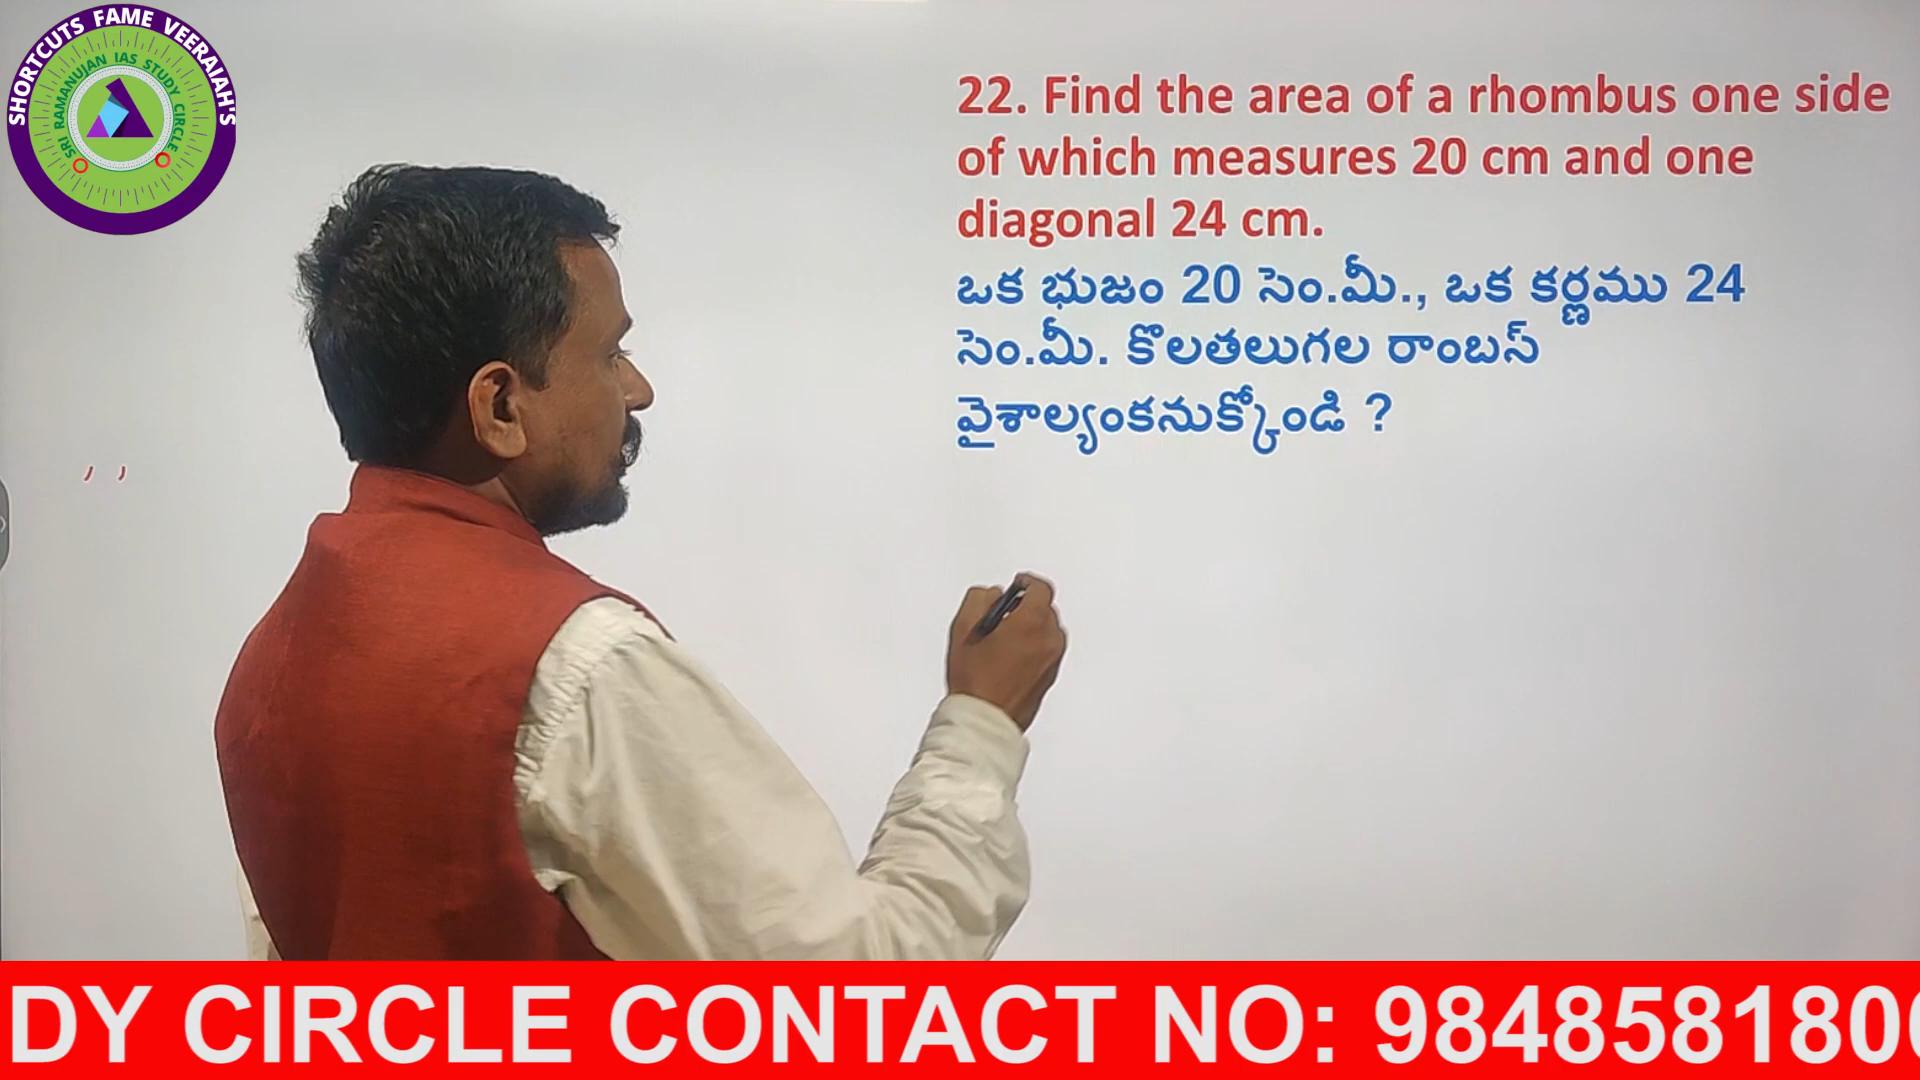 SHORTCUTS FAME VEERAIAH'S
SRI RAMANUJAN IAS STUDY CIRCLE
22. Find the area of a rhombus one side
of which measures 20 cm and one
diagonal 24 cm.
ఒక భుజం 20 సెం.మీ., ఒక కర్ణము 24
సెం.మీ. కొలతలుగల రాంబస్
వైశాల్యంకనుక్కోండి ?
DY CIRCLE CONTACT NO: 984858180